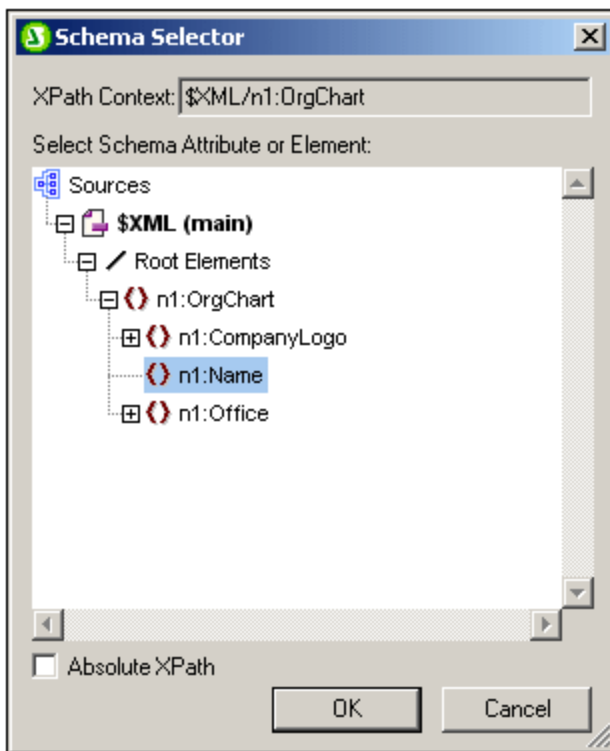 Schema Selector
XPath Context: $XML/n1:OrgChart
Select Schema Attribute or Element:
Sources
$XML (main)
Root Elements
n1:OrgChart
n1:CompanyLogo
n1:Name
n1:Office
Absolute XPath
OK Cancel